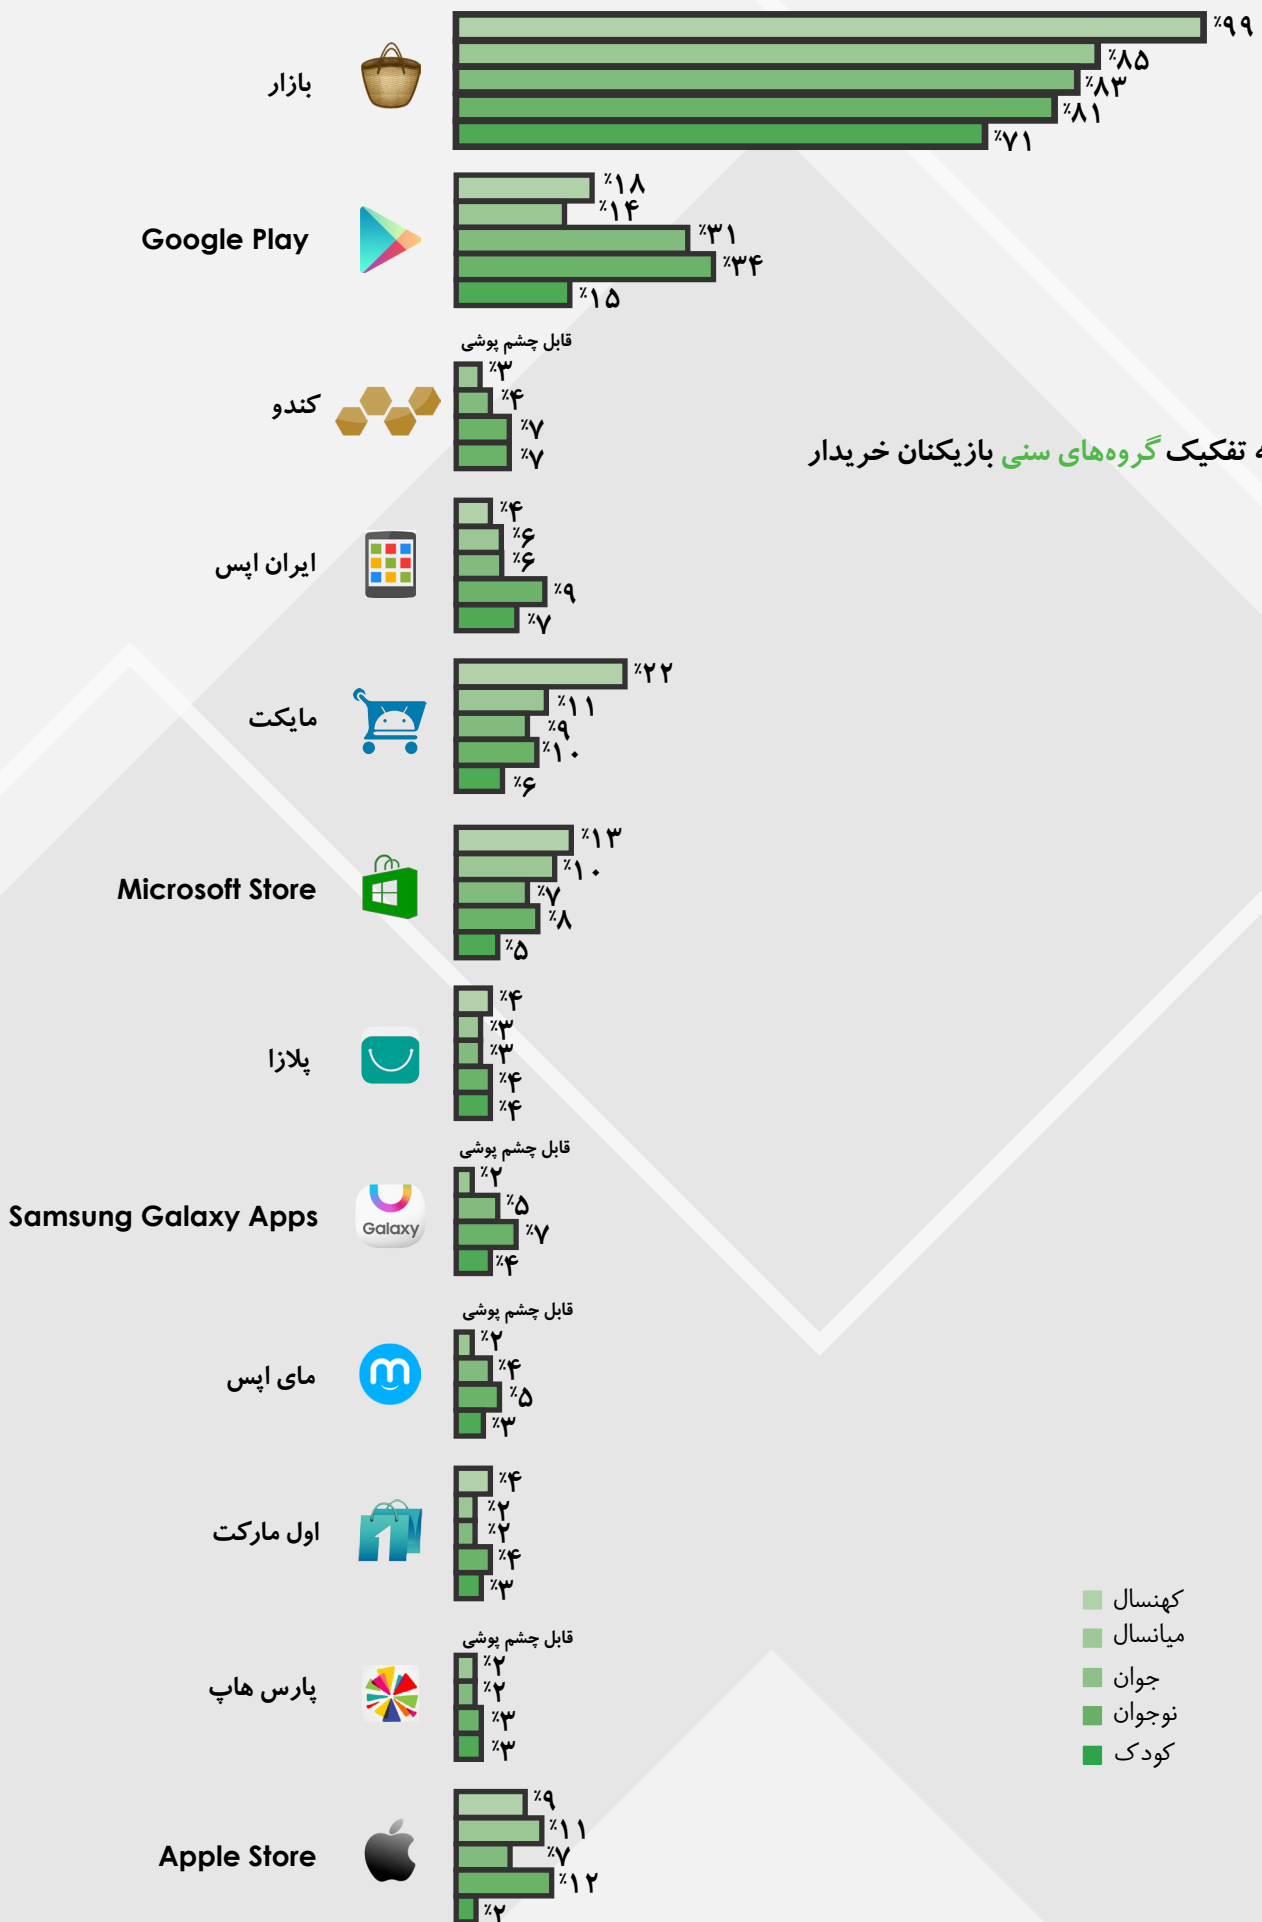 ٪۹۹
٪۸۵
بازار
٪۸۳
٪۸۱
٪۷۱
٪۱۸
٪۱۴
Google Play
٪۳۱
٪۳۴
٪۱۵
قابل چشم پوشی
٪۳
کندو
٪۴
٪۷
٪۷
تفکیک گروه‌های سنی بازیکنان خریدار
٪۴
٪۶
ایران اپس
٪۶
٪۹
٪۷
٪۲۲
٪۱۱
مایکت
٪۹
٪۱۰
٪۶
٪۱۳
٪۱۰
Microsoft Store
٪۷
٪۸
٪۵
٪۴
٪۳
پلازا
٪۳
٪۴
٪۴
قابل چشم پوشی
٪۲
Samsung Galaxy Apps
Galaxy
٪۵
٪۷
٪۴
قابل چشم پوشی
٪۲
مای اپس
m
٪۴
٪۵
٪۳
٪۴
٪۲
اول مارکت
1
٪۲
٪۴
٪۳
کهنسال
میانسال
جوان
نوجوان
کودک
قابل چشم پوشی
٪۲
پارس هاپ
٪۲
٪۳
٪۳
٪۹
٪۱۱
Apple Store
٪۷
٪۱۲
٪۲